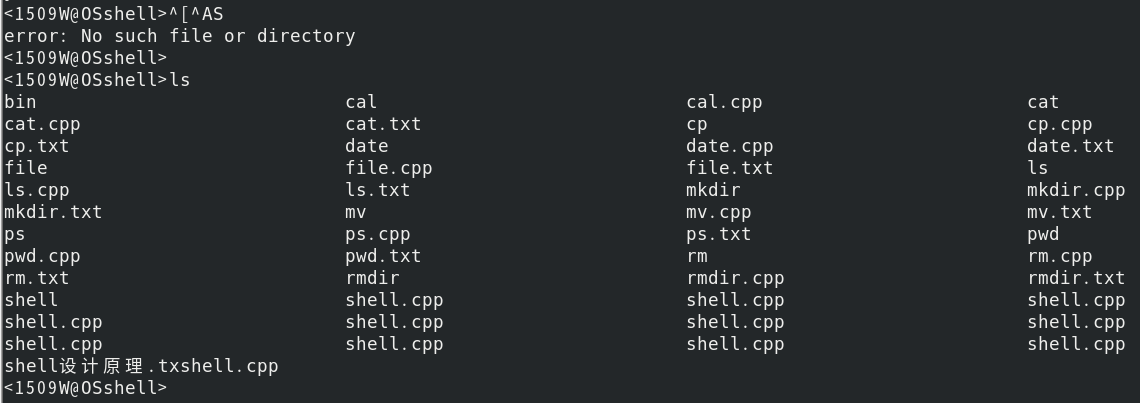 <1509W@OSshell>^[^AS
error: No such file or directory
<1509W@OSshell>
<1509W@OSshell>ls
bin cal cal.cpp cat
cat.cpp cat.txt cp cp.cpp
cp.txt date date.cpp date.txt
file file.cpp file.txt ls
ls.cpp ls.txt mkdir mkdir.cpp
mkdir.txt mv mv.cpp mv.txt
ps ps.cpp ps.txt pwd
pwd.cpp pwd.txt rm rm.cpp
rm.txt rmdir rmdir.cpp rmdir.txt
shell shell.cpp shell.cpp shell.cpp
shell.cpp shell.cpp shell.cpp shell.cpp
shell.cpp shell.cpp shell.cpp shell.cpp
shell设计原理.txshell.cpp
<1509W@OSshell>